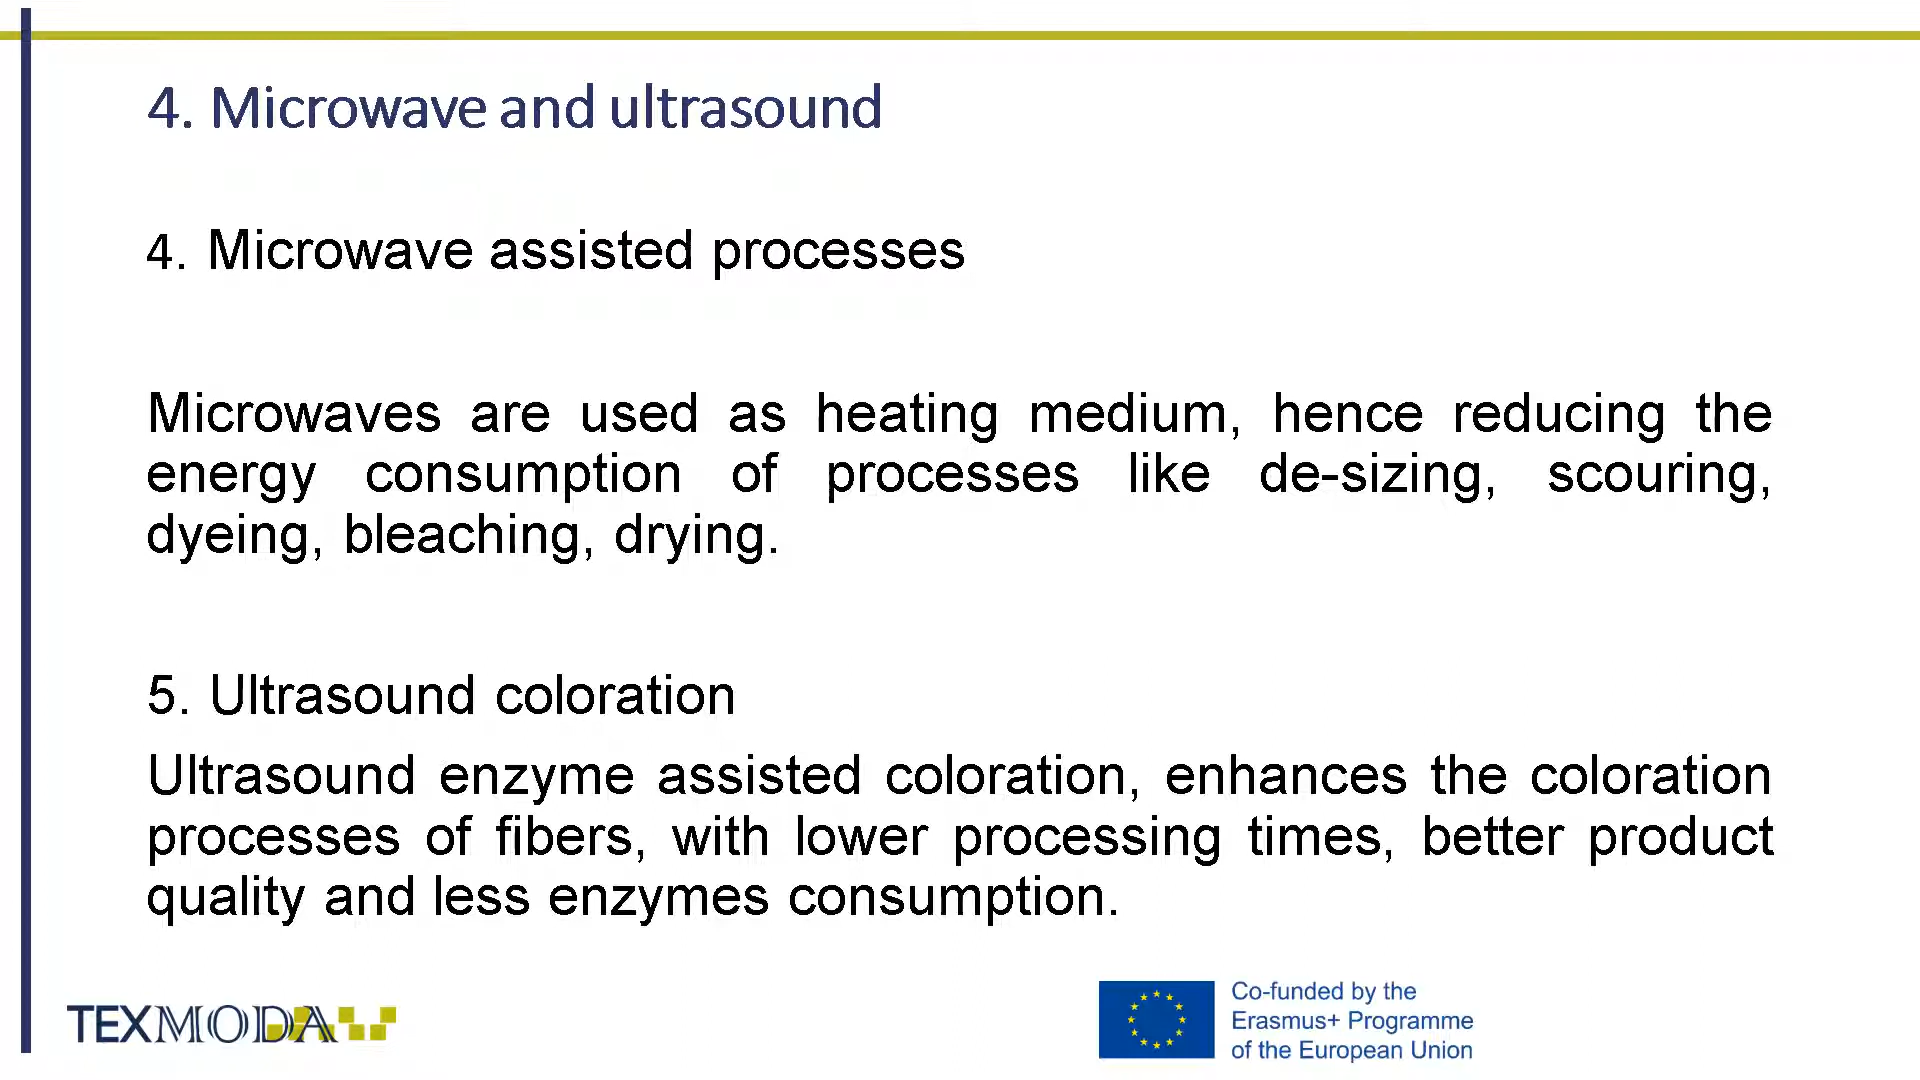 4. Microwave and ultrasound
4. Microwave assisted processes
Microwaves are used as heating medium, hence reducing the
energy consumption of processes like de-sizing, scouring,
dyeing, bleaching, drying.
5. Ultrasound coloration
Ultrasound enzyme assisted coloration, enhances the coloration
processes of fibers, with lower processing times, better product
quality and less enzymes consumption.
TEXMODA
Co-funded by the
Erasmus+ Programme
of the European Union